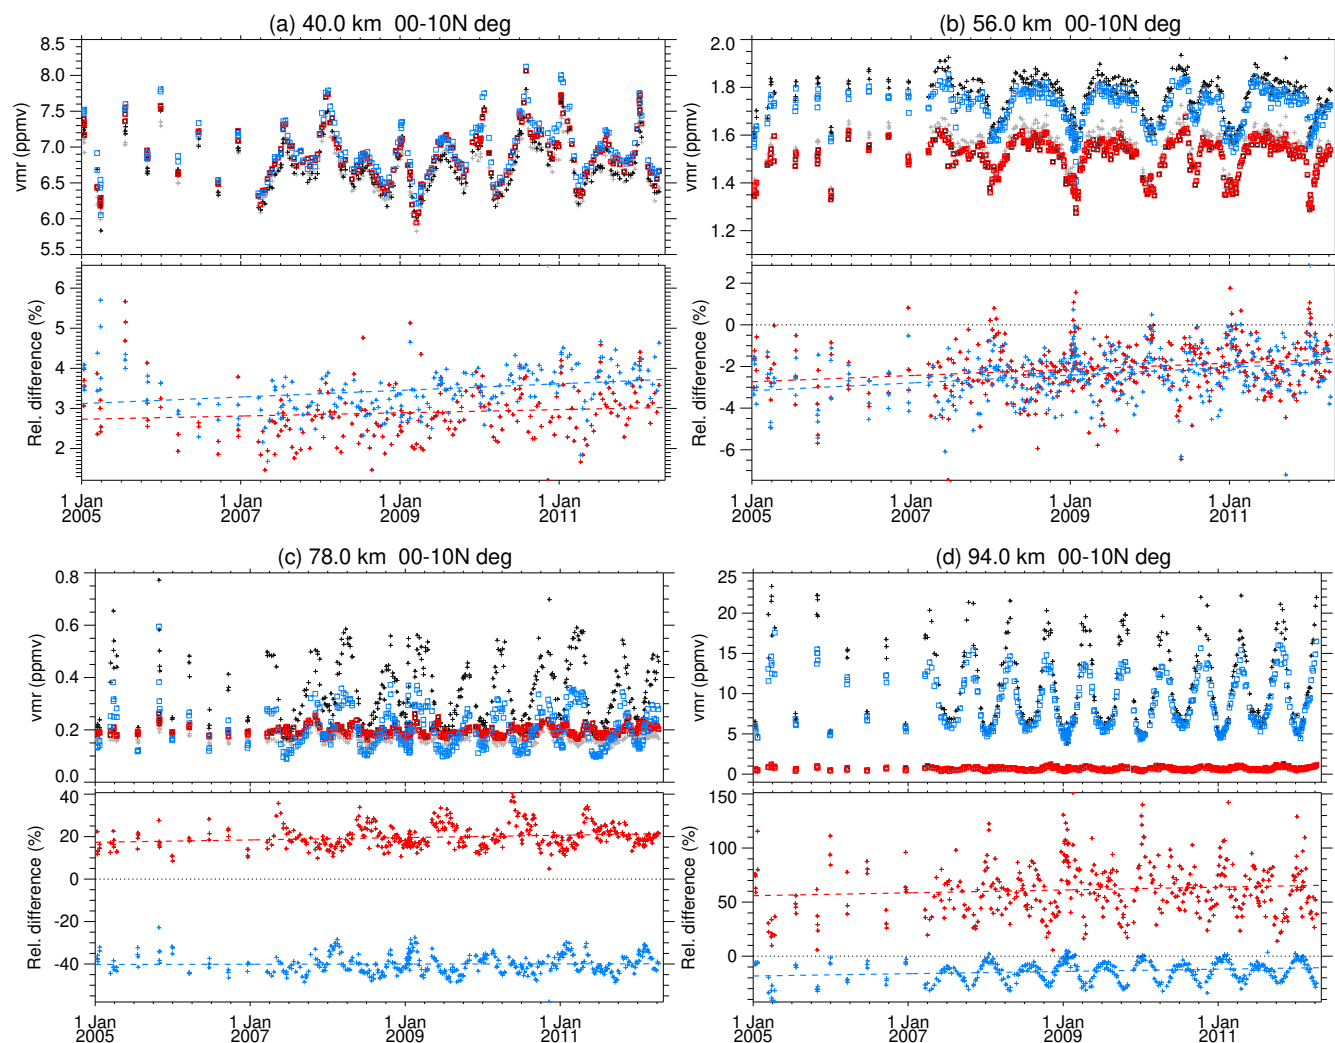 (a) 40.0 km 00-10N deg
vmr (ppmv)
8.5
8.0
7.5
7.0
6.5
6.0
5.5
Rel. difference (%)
6
5
4
3
2
1 Jan 2005
1 Jan 2007
1 Jan 2009
1 Jan 2011
(b) 56.0 km 00-10N deg
vmr (ppmv)
2.0
1.8
1.6
1.4
1.2
Rel. difference (%)
2
0
-2
-4
-6
1 Jan 2005
1 Jan 2007
1 Jan 2009
1 Jan 2011
(c) 78.0 km 00-10N deg
vmr (ppmv)
0.8
0.6
0.4
0.2
0.0
Rel. difference (%)
40
20
0
-20
-40
1 Jan 2005
1 Jan 2007
1 Jan 2009
1 Jan 2011
(d) 94.0 km 00-10N deg
vmr (ppmv)
25
20
15
10
5
0
Rel. difference (%)
150
100
50
0
1 Jan 2005
1 Jan 2007
1 Jan 2009
1 Jan 2011